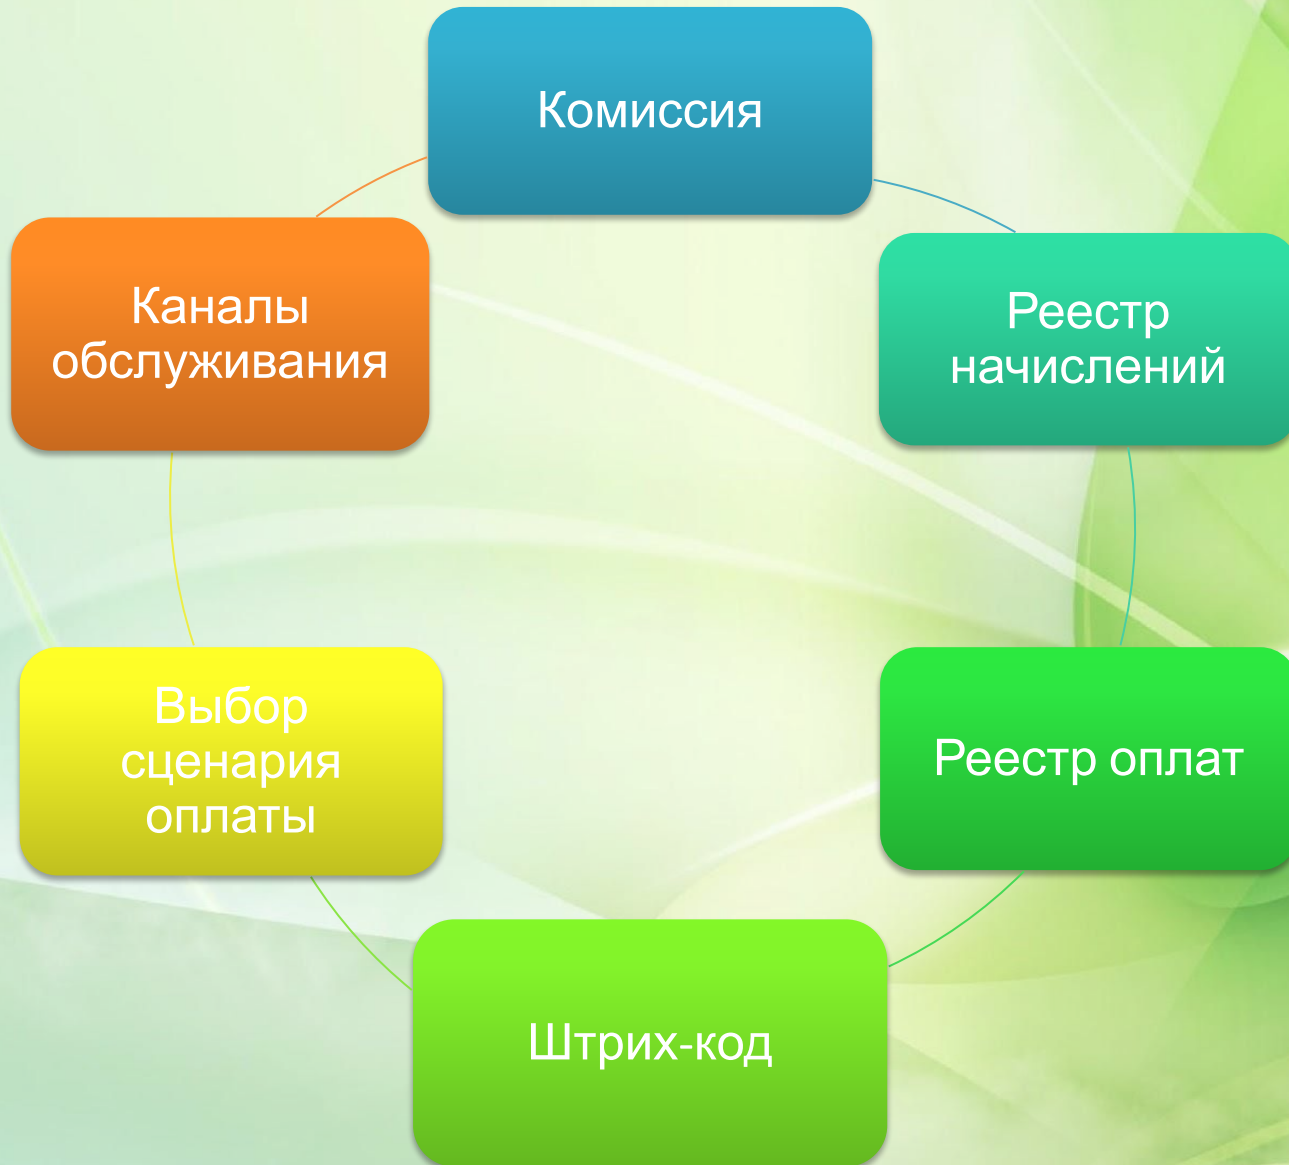 Комиссия
Каналы
обслуживания
Реестр
начислений
Выбор
сценария
оплаты
Реестр оплат
Штрих-код